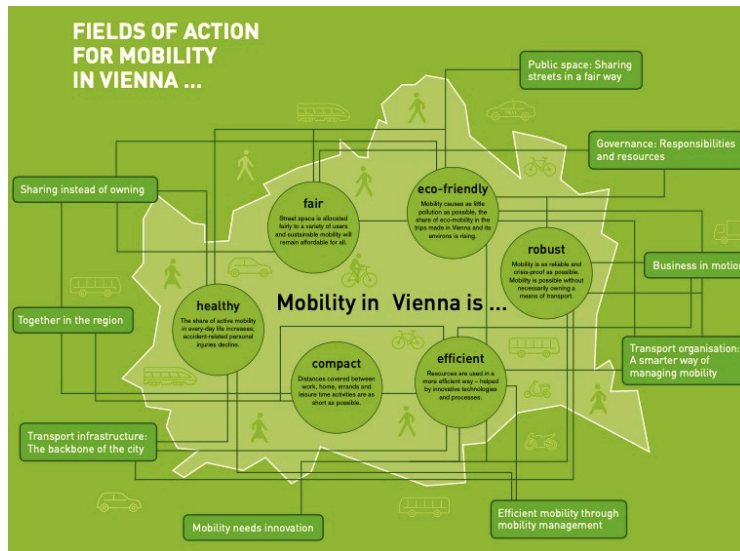 FIELDS OF ACTION
FOR MOBILITY
IN VIENNA ...
Public space: Sharing
streets in a fair way
Governance: Responsibilities
and resources
Sharing instead of owning
fair
Street space is allocated
fairly to a variety of users
and sustainable mobility will
remain affordable for all.
eco-friendly
Mobility causes as little
pollution as possible, the
share of eco-mobility in the
trips made in Vienna and its
environs is rising.
robust
Mobility is as reliable and
crisis-proof as possible.
Mobility is possible without
necessarily owning a
means of transport.
Business in motion
healthy
The share of active mobility
in every-day life increases;
accident-related personal
injuries decline.
Mobility in Vienna is ...
Together in the region
compact
Distances covered between
work, home, errands and
leisure time activities are as
short as possible.
efficient
Resources are used in a
more efficient way – helped
by innovative technologies
and processes.
Transport organisation:
A smarter way of
managing mobility
Transport infrastructure:
The backbone of the city
Mobility needs innovation
Efficient mobility through
mobility management